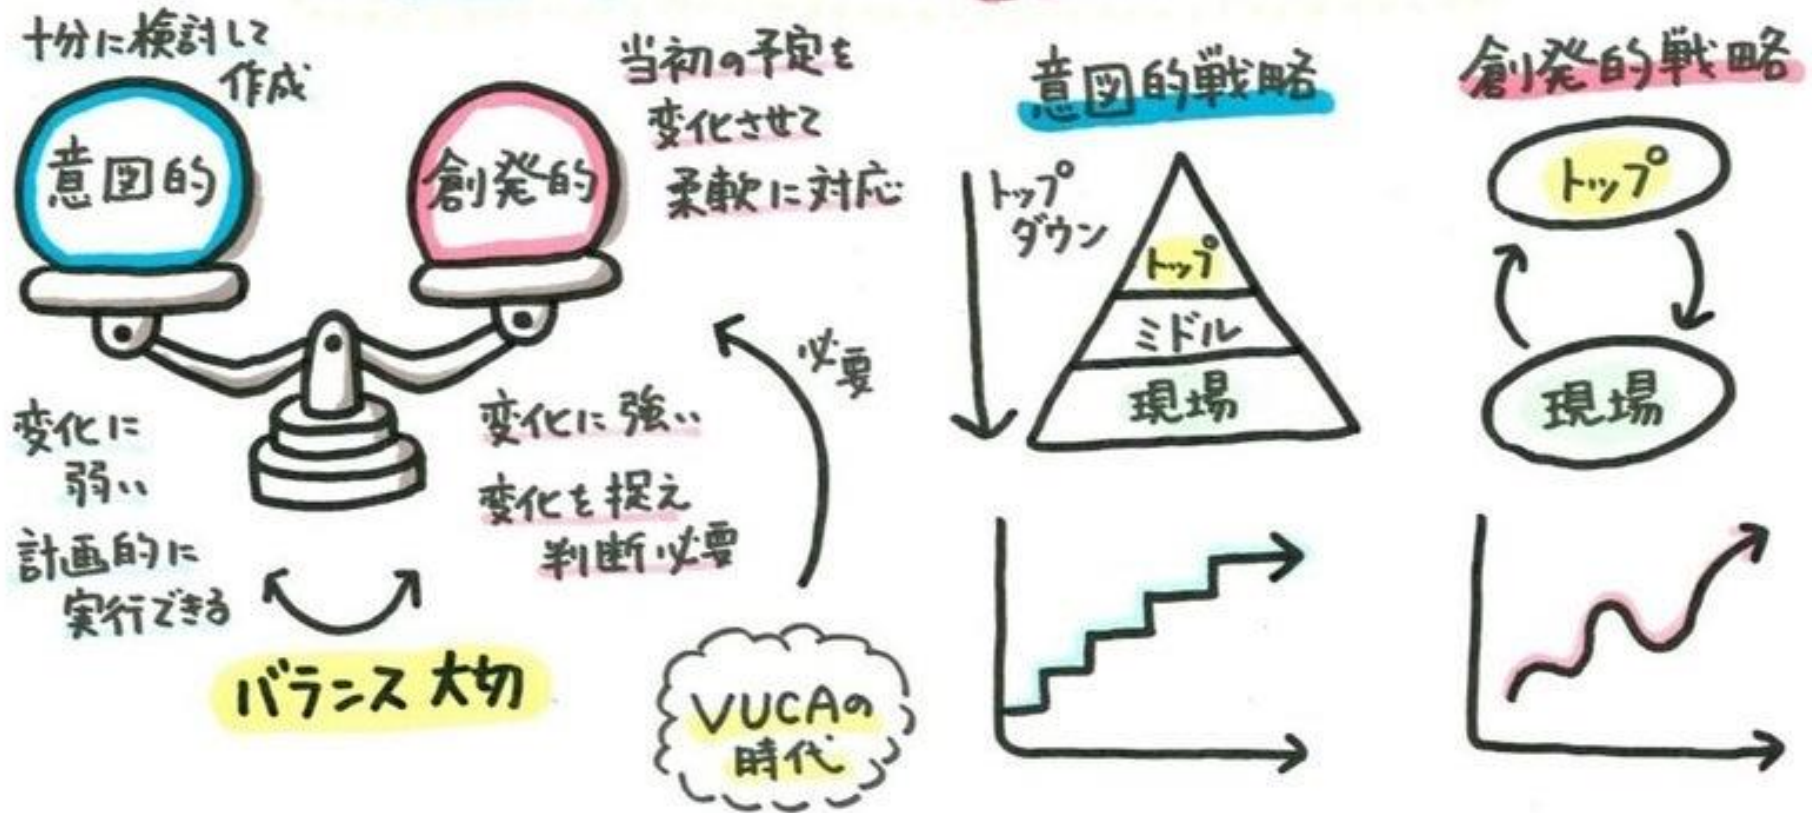 十分に検討して
作成
意図的
創発的
当初の予定を
変化させて
柔軟に対応
変化に
弱い
計画的に
実行できる
変化に強い
変化を捉え
判断必要
バランス大切
必要
VUCAの
時代
意図的戦略
トップ
ダウン
トップ
ミドル
現場
創発的戦略
トップ
現場